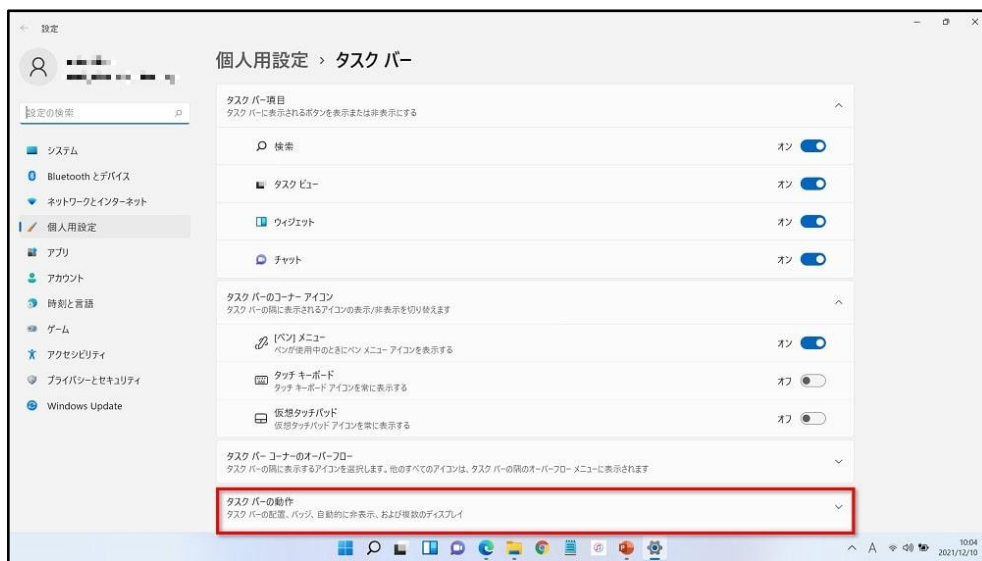 設定
個人用設定 › タスク バー
設定の検索
システム
Bluetooth とデバイス
ネットワークとインターネット
個人用設定
アプリ
アカウント
時刻と言語
ゲーム
アクセシビリティ
プライバシーとセキュリティ
Windows Update
タスク バー項目
タスク バーに表示されるボタンを表示または非表示にする
検索 オン
タスク ビュー オン
ウィジェット オン
チャット オン
タスク バーのコーナー アイコン
タスク バーの隅に表示されるアイコンの表示/非表示を切り替えます
[ペン] メニュー オン
ペンが使用中のときにペン メニュー アイコンを表示する
タッチ キーボード オフ
タッチ キーボード アイコンを常に表示する
仮想タッチパッド オフ
仮想タッチパッド アイコンを常に表示する
タスク バー コーナーのオーバーフロー
タスク バーの隅に表示するアイコンを選択します。他のすべてのアイコンは、タスク バーの隅のオーバーフロー メニューに表示されます
タスク バーの動作
タスク バーの配置、バッジ、自動的に非表示、および複数のディスプレイ
A
10:04
2021/12/10